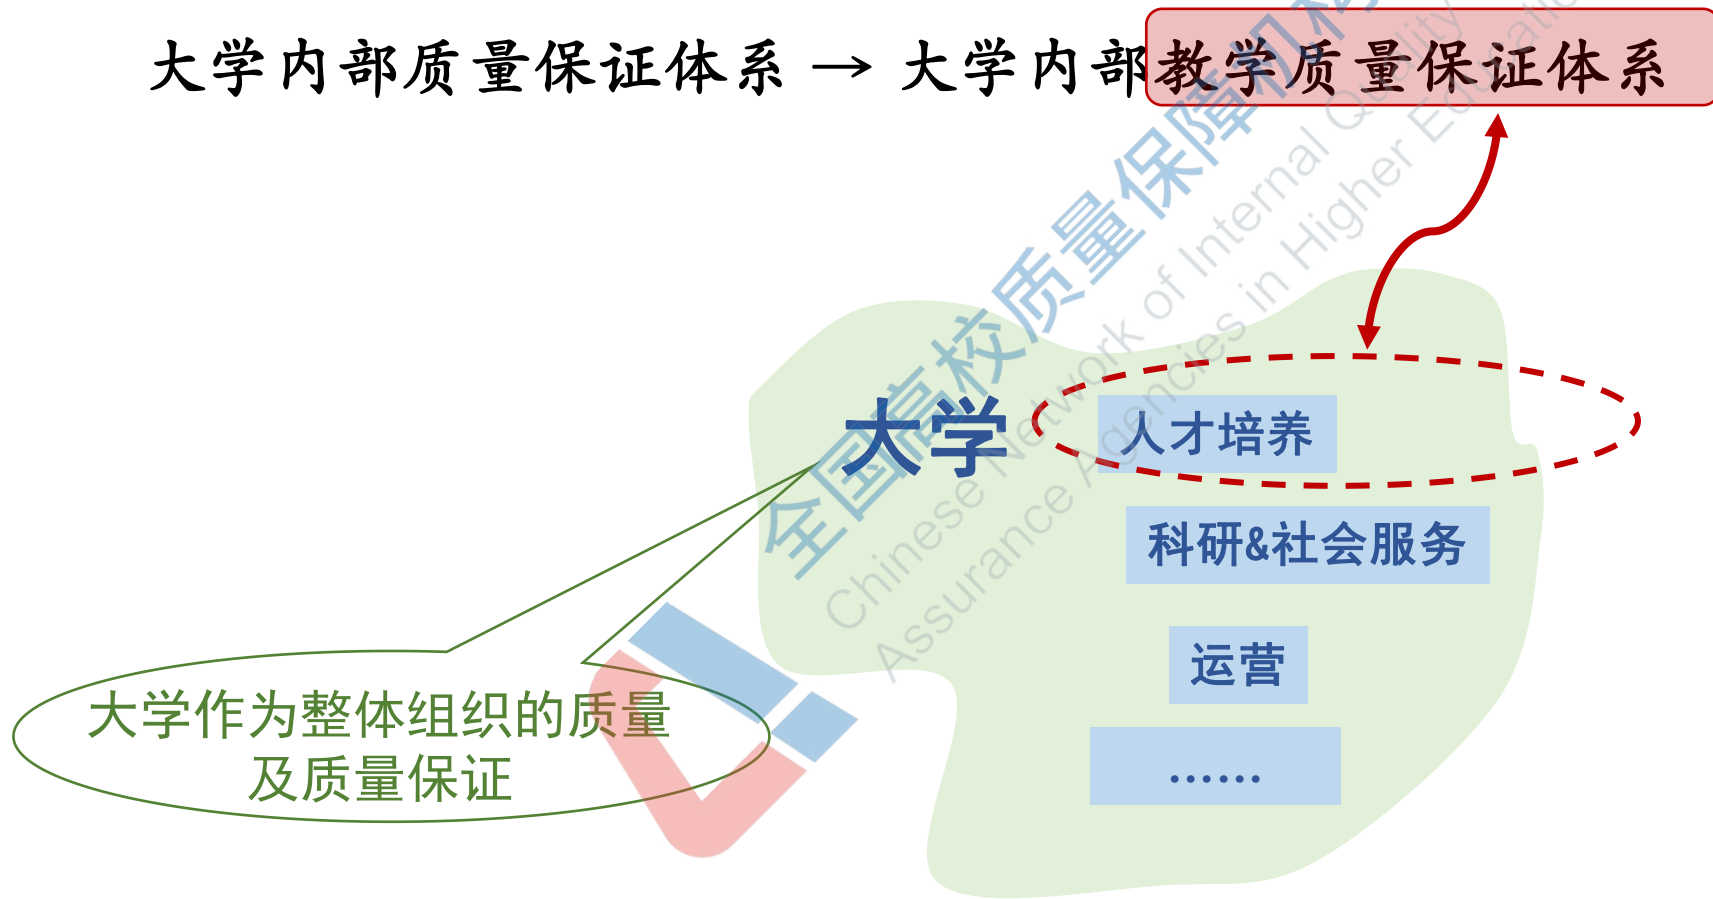 大学内部质量保证体系 → 大学内部教学质量保证体系
大学
人才培养
科研&社会服务
运营
……
大学作为整体组织的质量
及质量保证
全国高校质量保障机构
Chinese Network of Internal Quality
Assurance Agencies in Higher Education